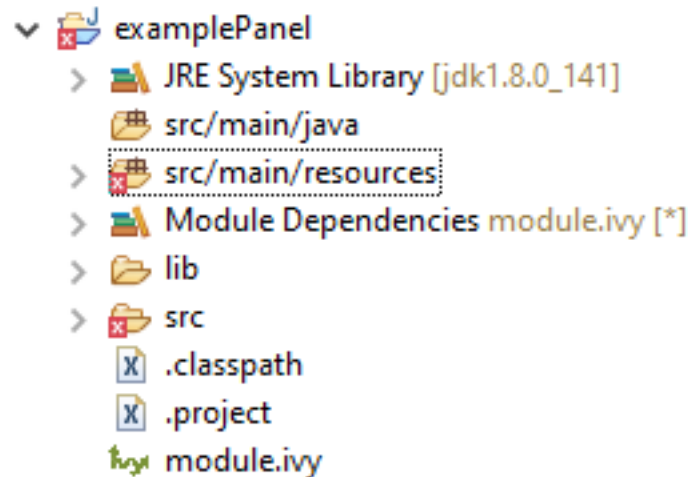 examplePanel
JRE System Library [jdk1.8.0_141]
src/main/java
src/main/resources
Module Dependencies module.ivy [*]
lib
src
.classpath
.project
module.ivy